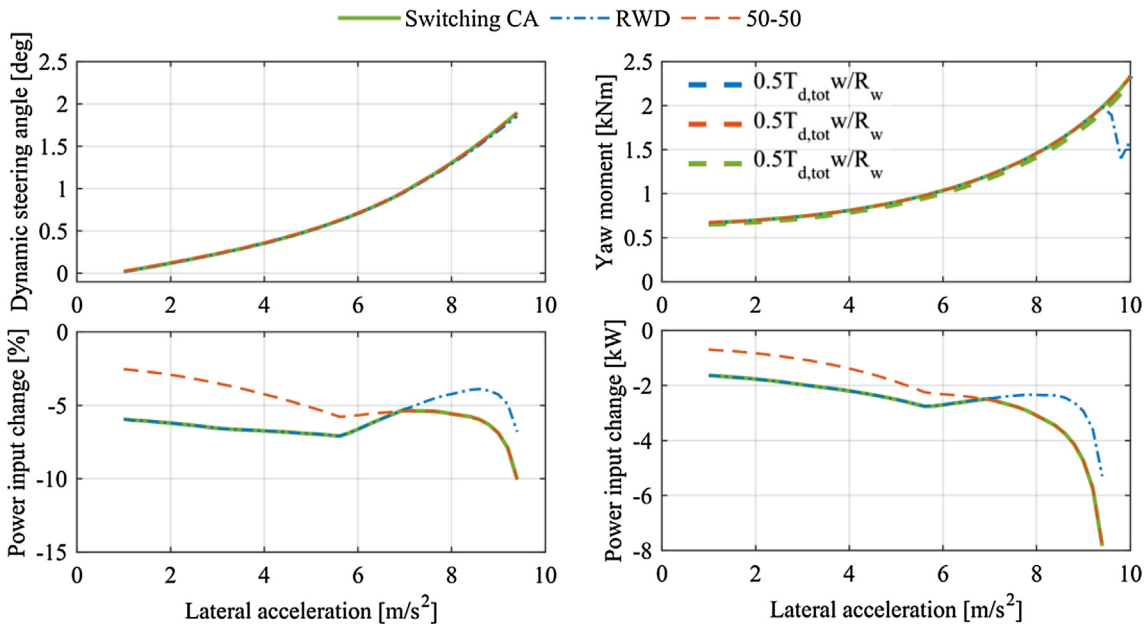 Switching CA RWD 50-50
Dynamic steering angle [deg]
2.5
2
1.5
1
0.5
0
0 2 4 6 8 10
Yaw moment [kNm]
2.5
2
1.5
1
0.5
0
0.5T_d,tot w/R_w
0.5T_d,tot w/R_w
0.5T_d,tot w/R_w
0 2 4 6 8 10
Power input change [%]
0
-5
-10
-15
0 2 4 6 8 10
Lateral acceleration [m/s²]
Power input change [kW]
0
-2
-4
-6
-8
0 2 4 6 8 10
Lateral acceleration [m/s²]